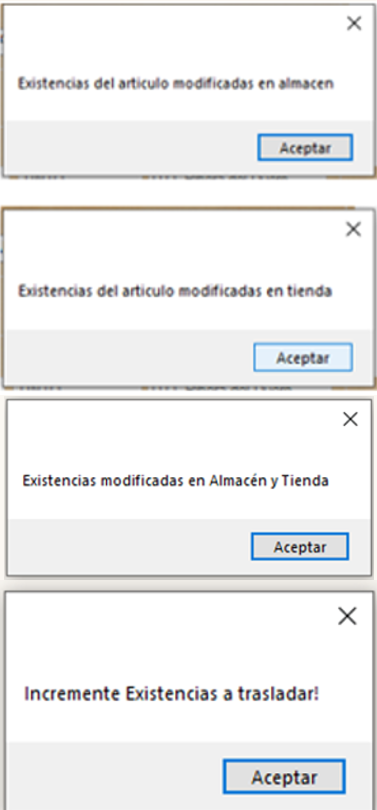 Existencias del articulo modificadas en almacen
Aceptar
Existencias del articulo modificadas en tienda
Aceptar
Existencias modificadas en Almacén y Tienda
Aceptar
Incremente Existencias a trasladar!
Aceptar